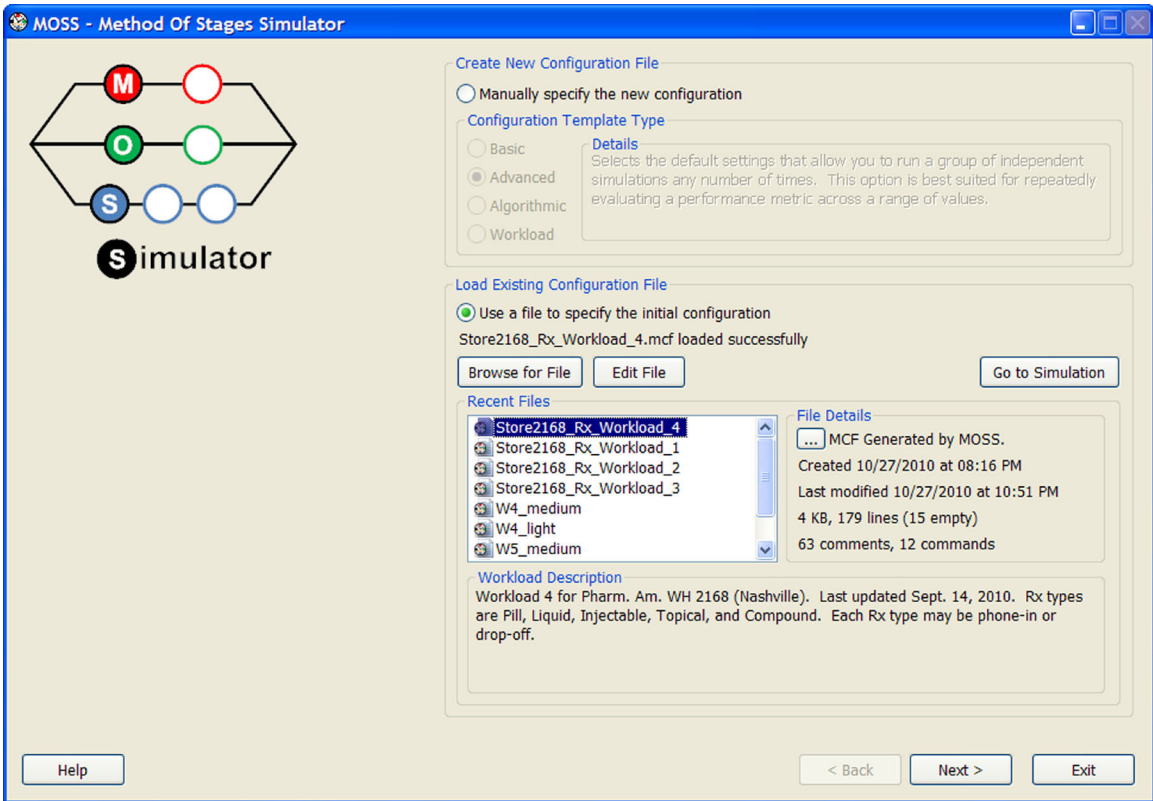 MOSS - Method Of Stages Simulator
M
O
S
Simulator
Create New Configuration File
Manually specify the new configuration
Configuration Template Type
Basic
Advanced
Algorithmic
Workload
Details
Selects the default settings that allow you to run a group of independent
simulations any number of times. This option is best suited for repeatedly
evaluating a performance metric across a range of values.
Load Existing Configuration File
Use a file to specify the initial configuration
Store2168_Rx_Workload_4.mcf loaded successfully
Browse for File
Edit File
Go to Simulation
Recent Files
Store2168_Rx_Workload_4
Store2168_Rx_Workload_1
Store2168_Rx_Workload_2
Store2168_Rx_Workload_3
W4_medium
W4_light
W5_medium
File Details
... MCF Generated by MOSS.
Created 10/27/2010 at 08:16 PM
Last modified 10/27/2010 at 10:51 PM
4 KB, 179 lines (15 empty)
63 comments, 12 commands
Workload Description
Workload 4 for Pharm. Am. WH 2168 (Nashville). Last updated Sept. 14, 2010. Rx types
are Pill, Liquid, Injectable, Topical, and Compound. Each Rx type may be phone-in or
drop-off.
Help
< Back
Next >
Exit